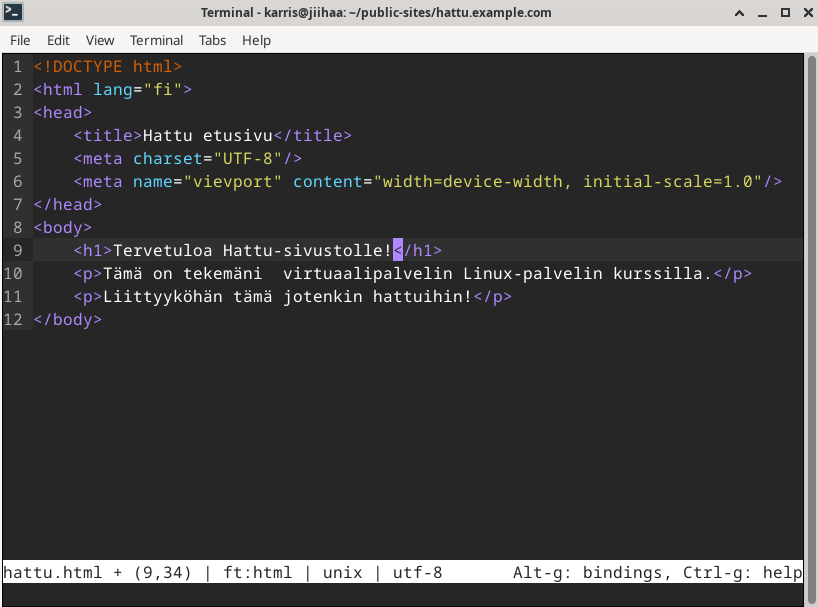 Terminal - karris@jiihaa: ~/public-sites/hattu.example.com
File Edit View Terminal Tabs Help
1 <!DOCTYPE html>
2 <html lang="fi">
3 <head>
4     <title>Hattu etusivu</title>
5     <meta charset="UTF-8"/>
6     <meta name="vievport" content="width=device-width, initial-scale=1.0"/>
7 </head>
8 <body>
9     <h1>Tervetuloa Hattu-sivustolle!</h1>
10     <p>Tämä on tekemäni  virtuaalipalvelin Linux-palvelin kurssilla.</p>
11     <p>Liittyyköhän tämä jotenkin hattuihin!</p>
12 </body>
hattu.html + (9,34) | ft:html | unix | utf-8 Alt-g: bindings, Ctrl-g: help